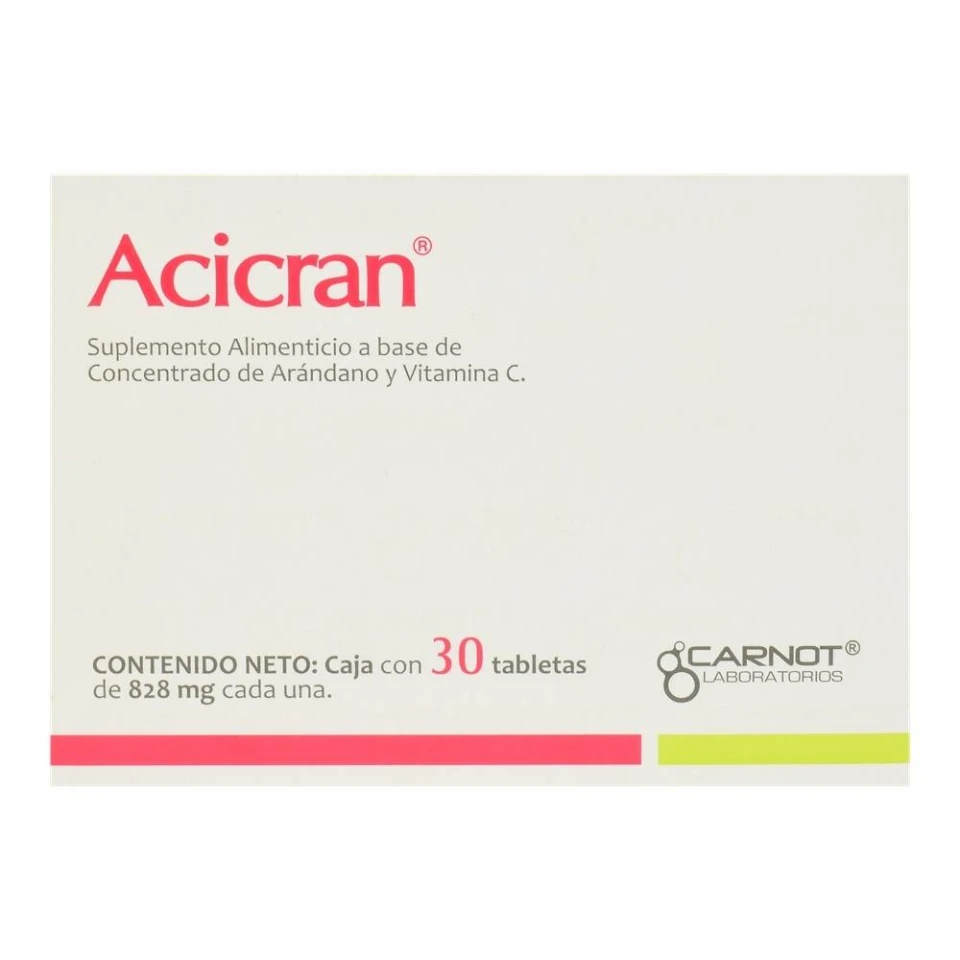 Acicran®
Suplemento Alimenticio a base de
Concentrado de Arándano y Vitamina C.
CONTENIDO NETO: Caja con 30 tabletas
de 828 mg cada una.
CARNOT®
LABORATORIOS